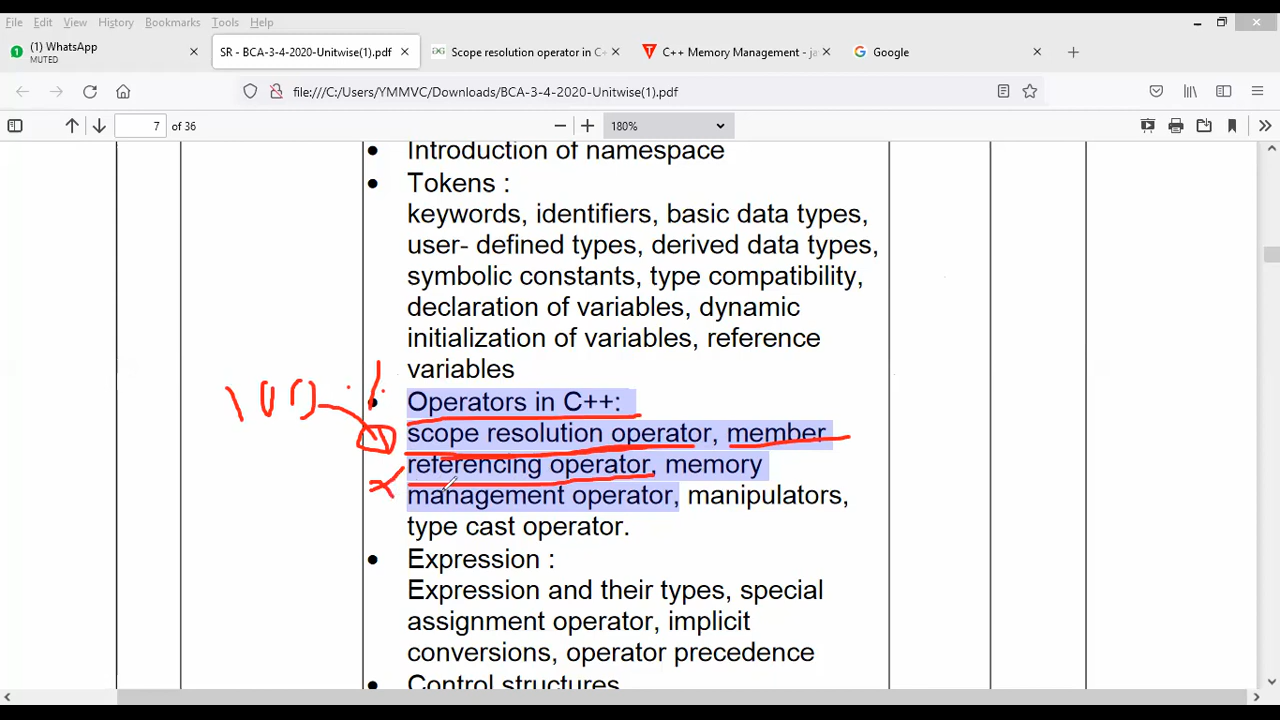 File Edit View History Bookmarks Tools Help
(1) WhatsApp
MUTED
SR - BCA-3-4-2020-Unitwise(1).pdf
Scope resolution operator in C+
C++ Memory Management - ja
Google
file:///C:/Users/YMMVC/Downloads/BCA-3-4-2020-Unitwise(1).pdf
7 of 36
180%
Introduction of namespace
Tokens :
keywords, identifiers, basic data types,
user- defined types, derived data types,
symbolic constants, type compatibility,
declaration of variables, dynamic
initialization of variables, reference
variables
100 %
Operators in C++:
scope resolution operator, member
referencing operator, memory
management operator, manipulators,
type cast operator.
Expression :
Expression and their types, special
assignment operator, implicit
conversions, operator precedence
Control structures